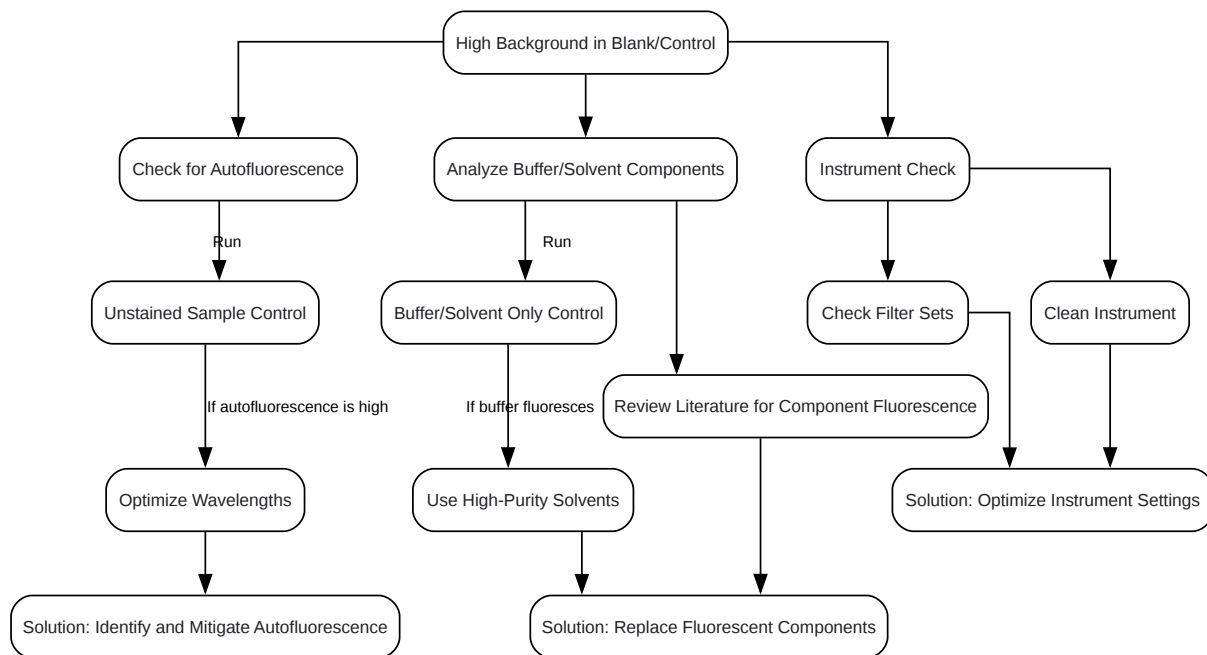 High Background in Blank/Control
Check for Autofluorescence
Analyze Buffer/Solvent Components
Instrument Check
Run
Run
Unstained Sample Control
Buffer/Solvent Only Control
Check Filter Sets
Clean Instrument
If autofluorescence is high
If buffer fluoresces
Review Literature for Component Fluorescence
Optimize Wavelengths
Use High-Purity Solvents
Solution: Optimize Instrument Settings
Solution: Identify and Mitigate Autofluorescence
Solution: Replace Fluorescent Components